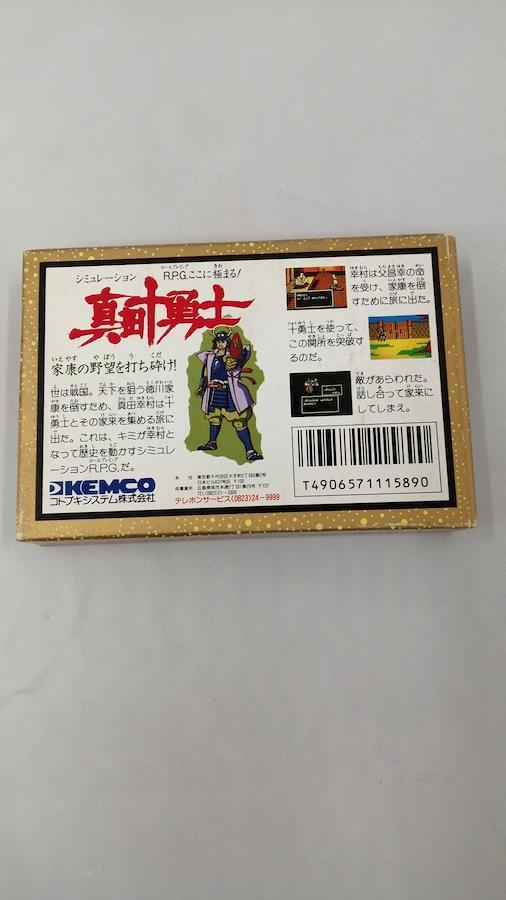 シミュレーション R.P.G.ここに極まる!
真田十勇士
家康の野望を打ち砕け!
世は戦国。天下を狙う徳川家
康を倒すため、真田幸村は十
勇士とその家来を集める旅に
出た。これは、キミが幸村と
なって歴史を動かすシミュレ
ーションR.P.G.だ。
KEMCO
コトブキシステム株式会社
テレホンサービス(0823)24-9999
幸村は父昌幸の命
を受け、家康を倒
すために旅に出た。
十勇士を使って、
この関所を突破す
るのだ。
敵があらわれた。
話し合って家来に
してしまえ。
T4906571115890